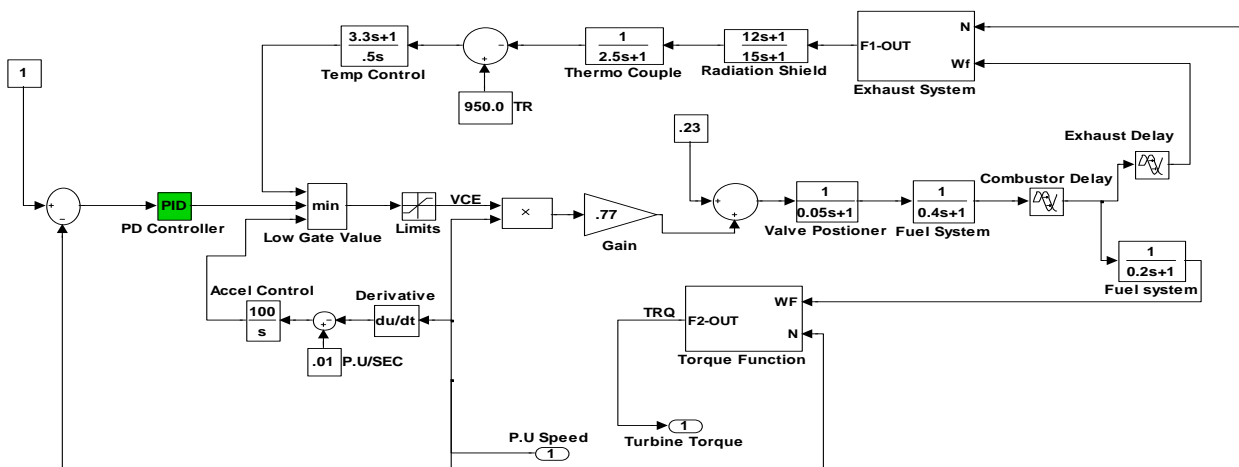 N
3.3s+1
.5s
Temp Control
1
2.5s+1
Thermo Couple
12s+1
15s+1
Radiation Shield
F1-OUT
Wf
Exhaust System
1
950.0
TR
.23
Exhaust Delay
PID
PD Controller
min
Low Gate Value
Limits
VCE
×
.77
Gain
1
0.05s+1
Valve Postioner
1
0.4s+1
Fuel System
Combustor Delay
1
0.2s+1
Fuel system
Accel Control
100
s
Derivative
du/dt
.01
P.U/SEC
TRQ
F2-OUT
WF
N
Torque Function
P.U Speed
1
1
Turbine Torque